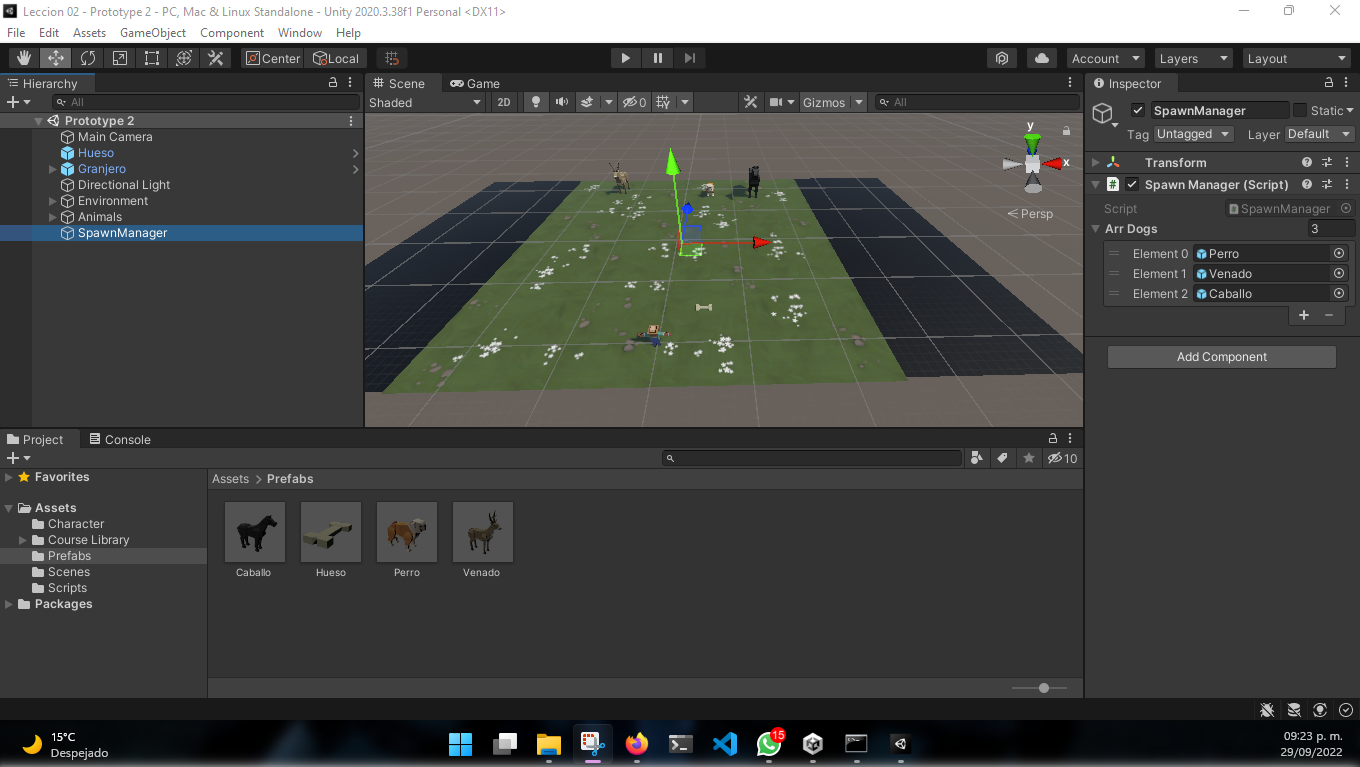 Leccion 02 - Prototype 2 - PC, Mac & Linux Standalone - Unity 2020.3.38f1 Personal <DX11>
File Edit Assets GameObject Component Window Help
Center Local Account Layers Layout
Hierarchy
All
Prototype 2
Main Camera
Hueso
Granjero
Directional Light
Environment
Animals
SpawnManager
Scene Game
Shaded 2D 0 Gizmos All
y
x
Persp
Inspector
SpawnManager Static
Tag Untagged Layer Default
Transform
Spawn Manager (Script)
Script SpawnManager
Arr Dogs 3
Element 0 Perro
Element 1 Venado
Element 2 Caballo
Add Component
Project Console
10
Favorites
Assets
Character
Course Library
Prefabs
Scenes
Scripts
Packages
Assets > Prefabs
Caballo Hueso Perro Venado
15°C
Despejado
15
09:23 p. m.
29/09/2022